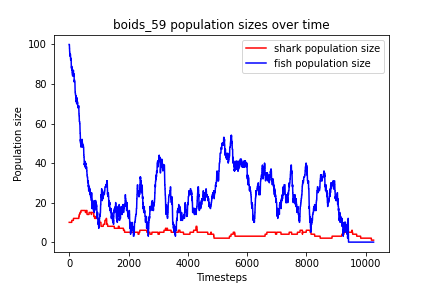 boids_59 population sizes over time
shark population size
fish population size
Population size
100
80
60
40
20
0
0 2000 4000 6000 8000 10000
Timesteps